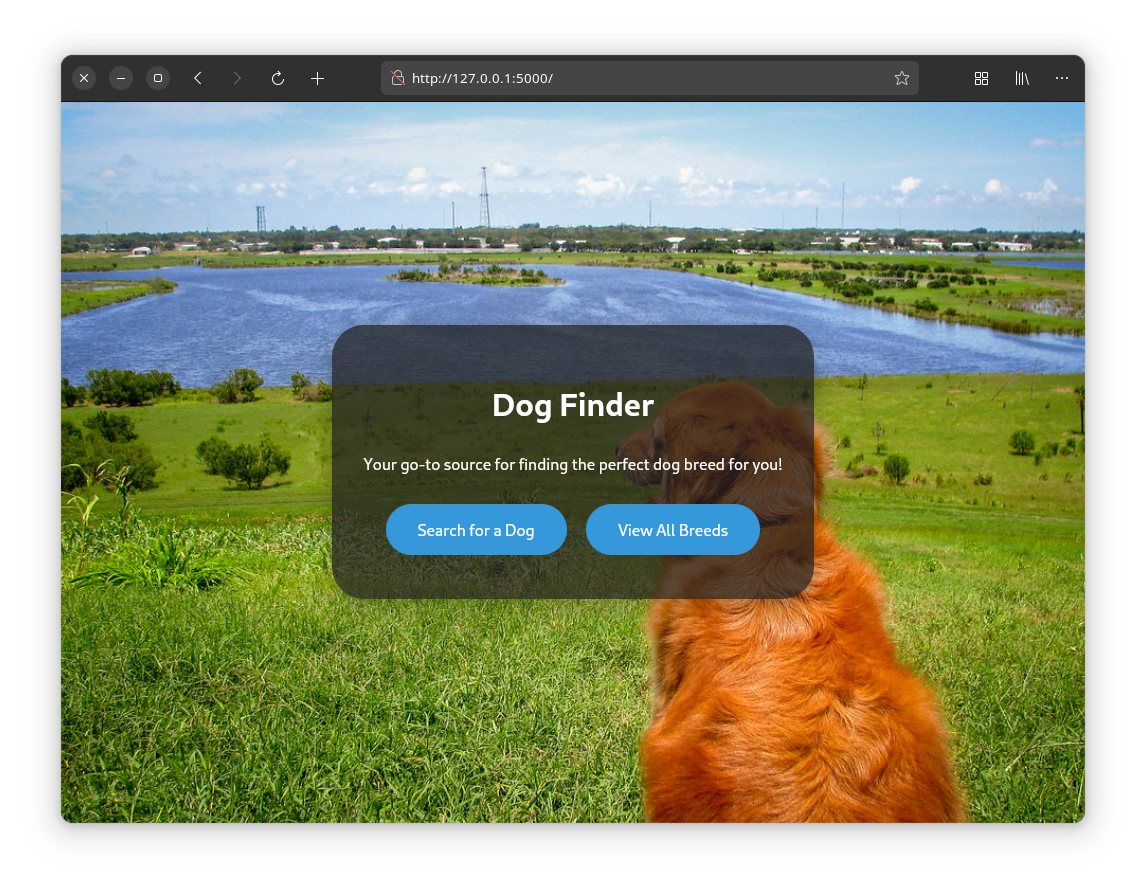 http://127.0.0.1:5000/
Dog Finder
Your go-to source for finding the perfect dog breed for you!
Search for a Dog
View All Breeds